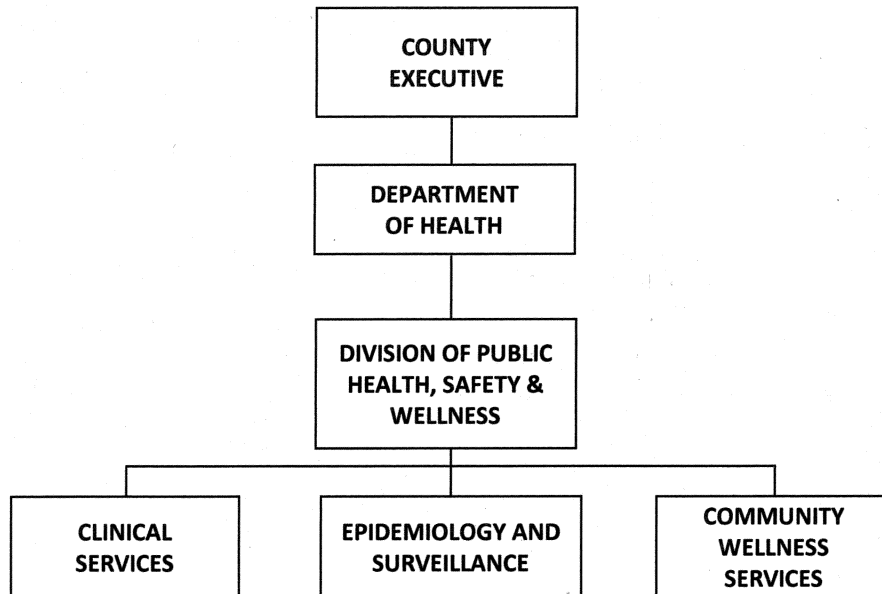 COUNTY
EXECUTIVE
DEPARTMENT
OF HEALTH
DIVISION OF PUBLIC
HEALTH, SAFETY &
WELLNESS
CLINICAL
SERVICES
EPIDEMIOLOGY AND
SURVEILLANCE
COMMUNITY
WELLNESS
SERVICES